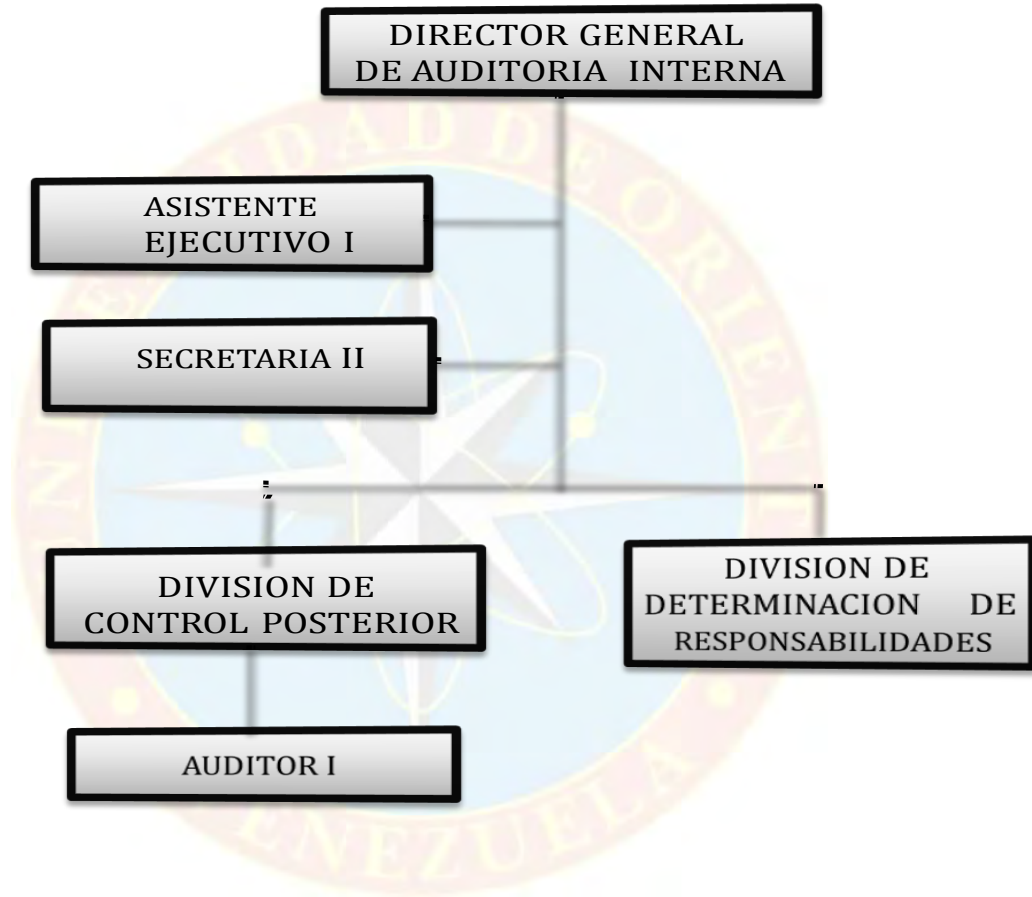 DIRECTOR GENERAL
DE AUDITORIA INTERNA
ASISTENTE
EJECUTIVO I
SECRETARIA II
DIVISION DE
CONTROL POSTERIOR
DIVISION DE
DETERMINACION DE
RESPONSABILIDADES
AUDITOR I